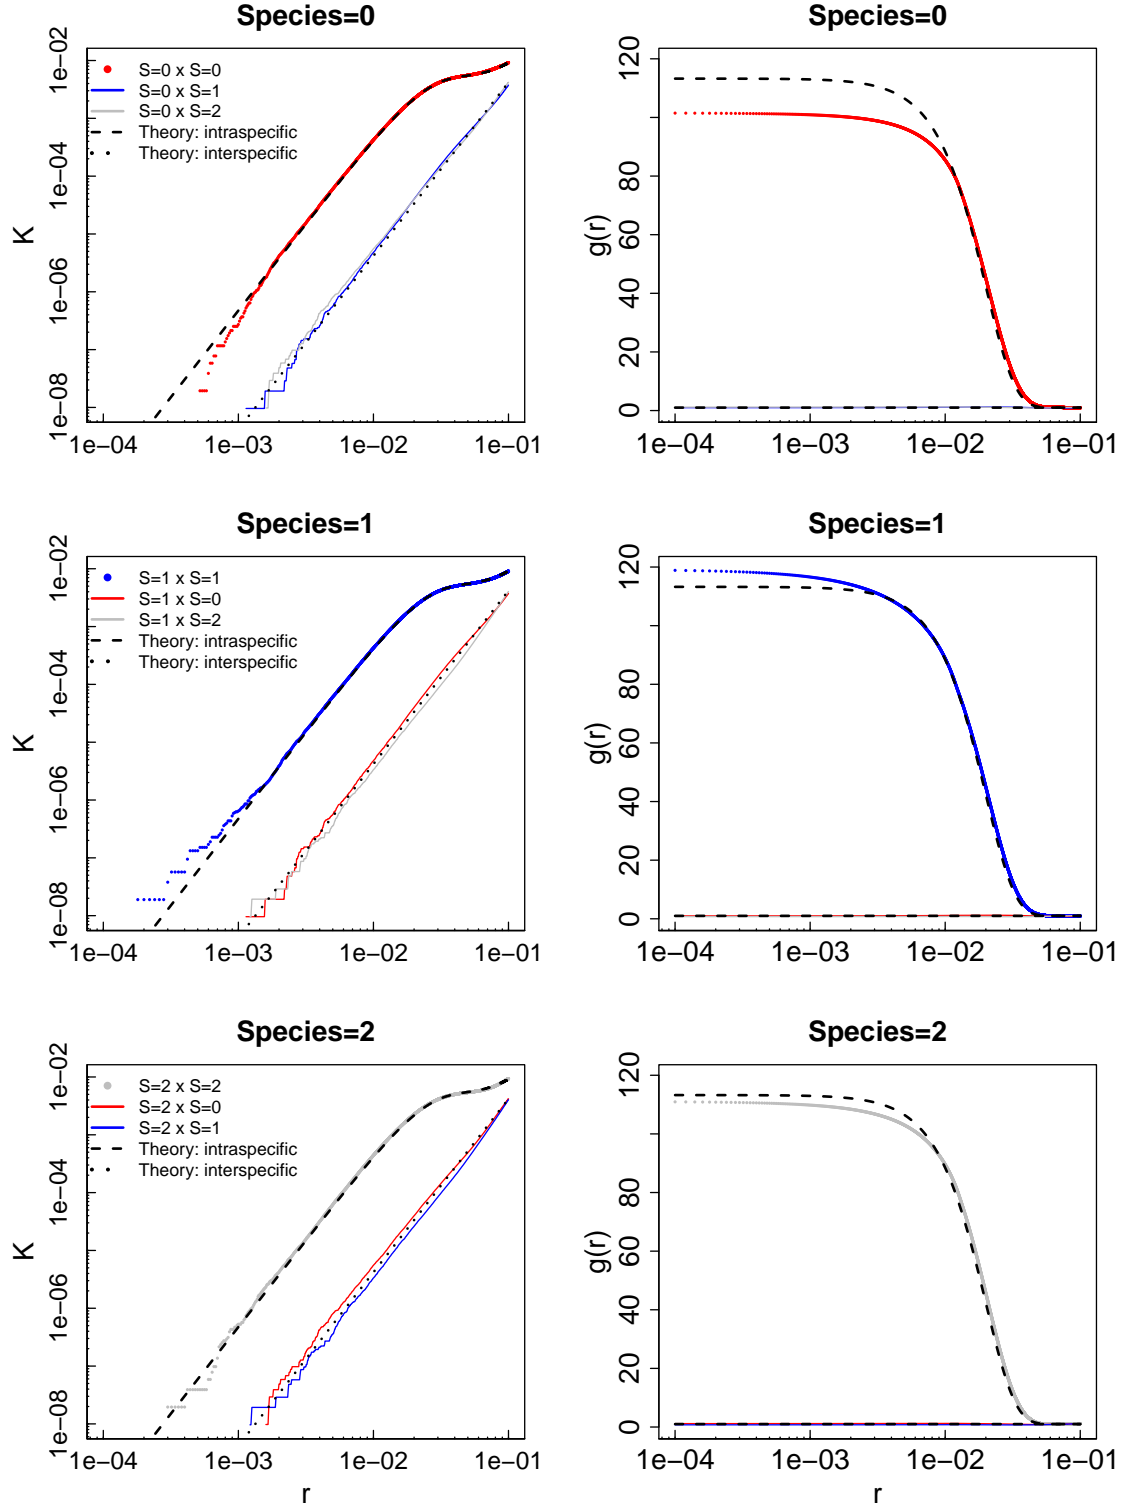 Species=0
1e-02
1e-04
1e-06
1e-08
K
S=0 x S=0
S=0 x S=1
S=0 x S=2
Theory: intraspecific
Theory: interspecific
1e-04 1e-03 1e-02 1e-01
Species=0
120
80
60
40
20
0
g(r)
1e-04 1e-03 1e-02 1e-01
Species=1
1e-02
1e-04
1e-06
1e-08
K
S=1 x S=1
S=1 x S=0
S=1 x S=2
Theory: intraspecific
Theory: interspecific
1e-04 1e-03 1e-02 1e-01
Species=1
120
80
60
40
20
0
g(r)
1e-04 1e-03 1e-02 1e-01
Species=2
1e-02
1e-04
1e-06
1e-08
K
S=2 x S=2
S=2 x S=0
S=2 x S=1
Theory: intraspecific
Theory: interspecific
1e-04 1e-03 1e-02 1e-01
r
Species=2
120
80
60
40
20
0
g(r)
1e-04 1e-03 1e-02 1e-01
r